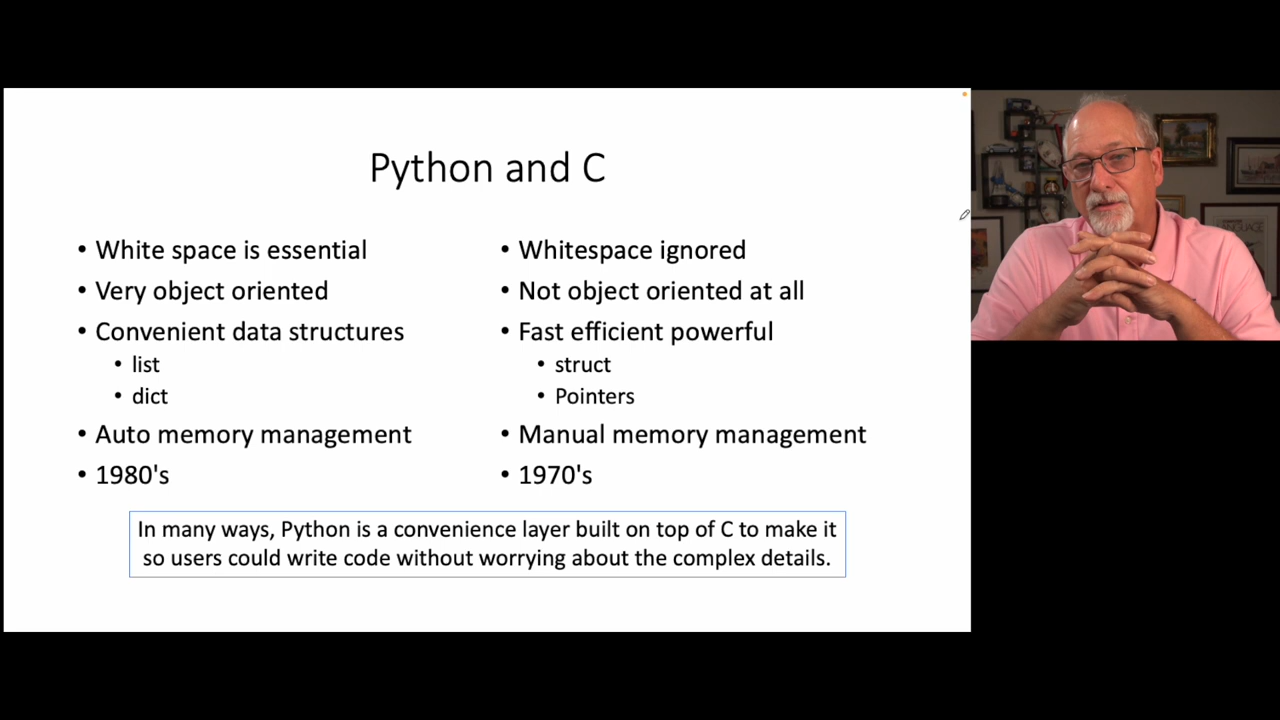 Python and C
• White space is essential
• Very object oriented
• Convenient data structures
• list
• dict
• Auto memory management
• 1980's
• Whitespace ignored
• Not object oriented at all
• Fast efficient powerful
• struct
• Pointers
• Manual memory management
• 1970's
In many ways, Python is a convenience layer built on top of C to make it
so users could write code without worrying about the complex details.